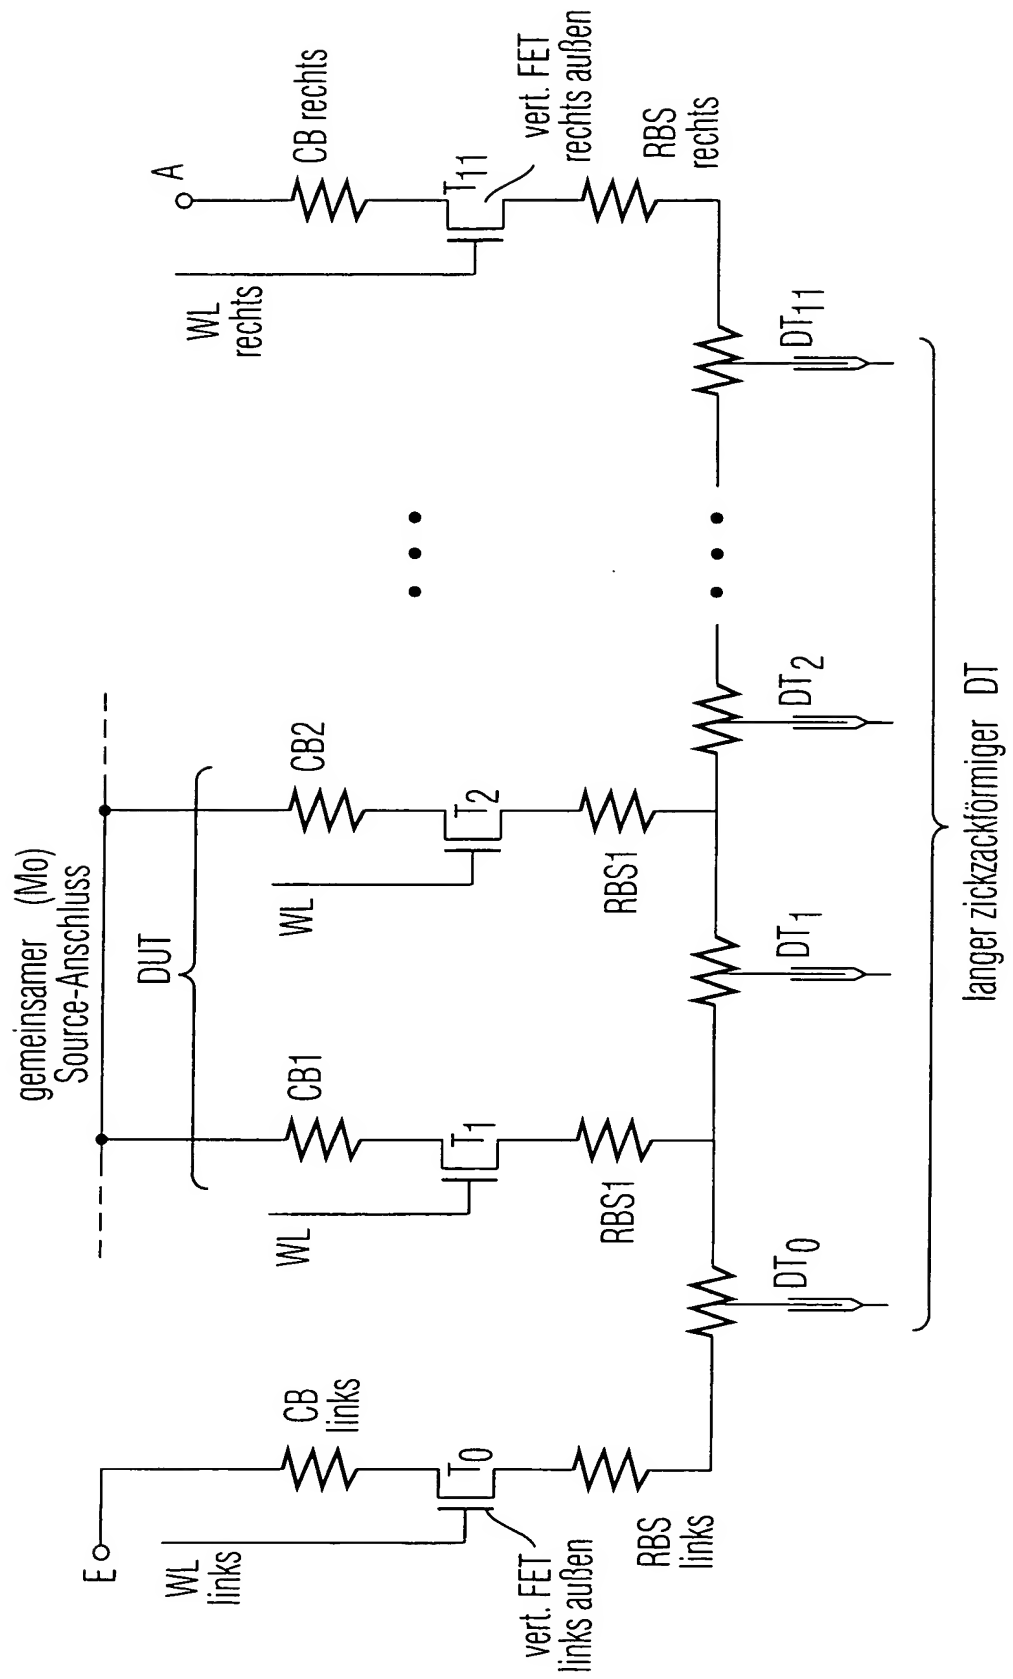 gemeinsamer (Mo)
Source-Anschluss
DUT
E
WL
links
CB
links
T0
vert. FET
links außen
RBS
links
WL
CB1
T1
RBS1
WL
CB2
T2
RBS1
A
WL
rechts
CB rechts
T11
vert. FET
rechts außen
RBS
rechts
DT0
DT1
DT2
DT11
langer zickzackförmiger DT